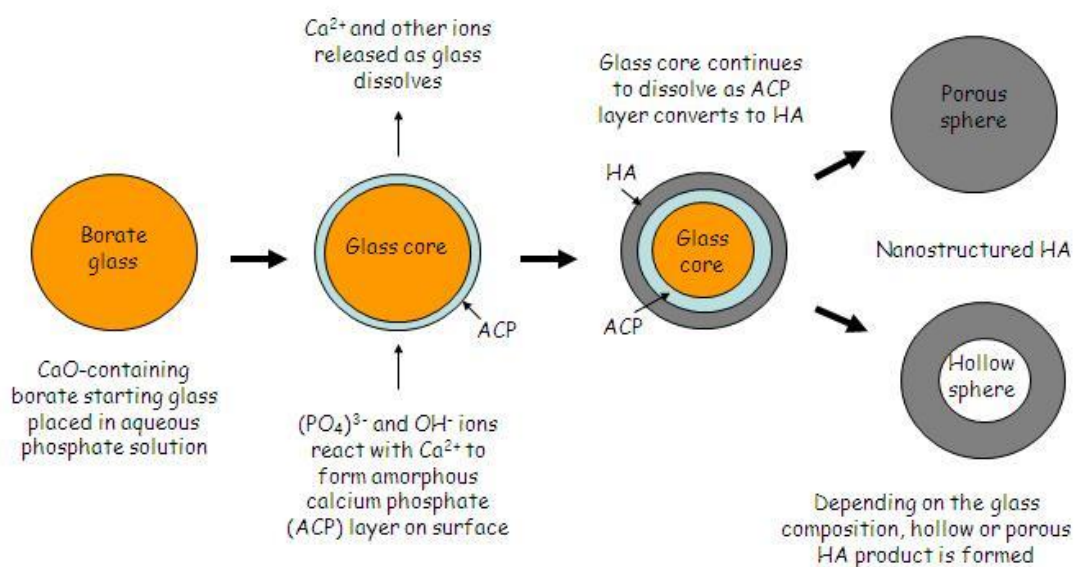 Borate
glass
CaO-containing
borate starting glass
placed in aqueous
phosphate solution
Ca²⁺ and other ions
released as glass
dissolves
Glass core
ACP
(PO₄)³⁻ and OH⁻ ions
react with Ca²⁺ to
form amorphous
calcium phosphate
(ACP) layer on surface
Glass core continues
to dissolve as ACP
layer converts to HA
HA
Glass
core
ACP
Porous
sphere
Nanostructured HA
Hollow
sphere
Depending on the glass
composition, hollow or porous
HA product is formed